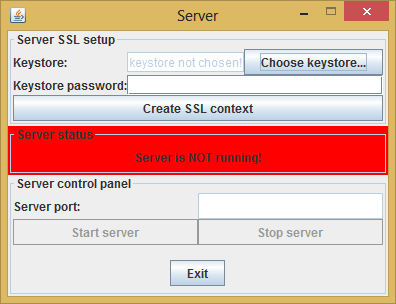 Server
Server SSL setup
Keystore: keystore not chosen! Choose keystore...
Keystore password:
Create SSL context
Server status
Server is NOT running!
Server control panel
Server port:
Start server Stop server
Exit